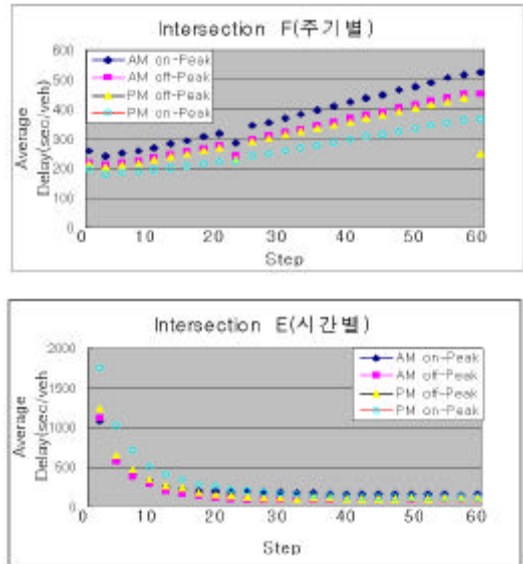 Intersection F(주기별)
600
500
400
300
200
100
0
Average
Delay(sec/veh)
AM on-Peak
AM off-Peak
PM off-Peak
PM on-Peak
0 10 20 30 40 50 60
Step
Intersection E(시간별)
2000
1500
1000
500
0
Average
Delay(sec/veh
AM on-Peak
AM off-Peak
PM off-Peak
PM on-Peak
0 10 20 30 40 50 60
Step